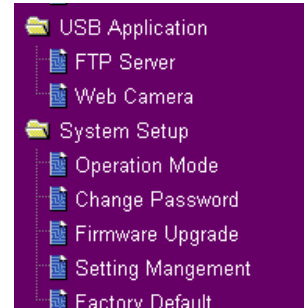 USB Application
FTP Server
Web Camera
System Setup
Operation Mode
Change Password
Firmware Upgrade
Setting Mangement
Factory Default